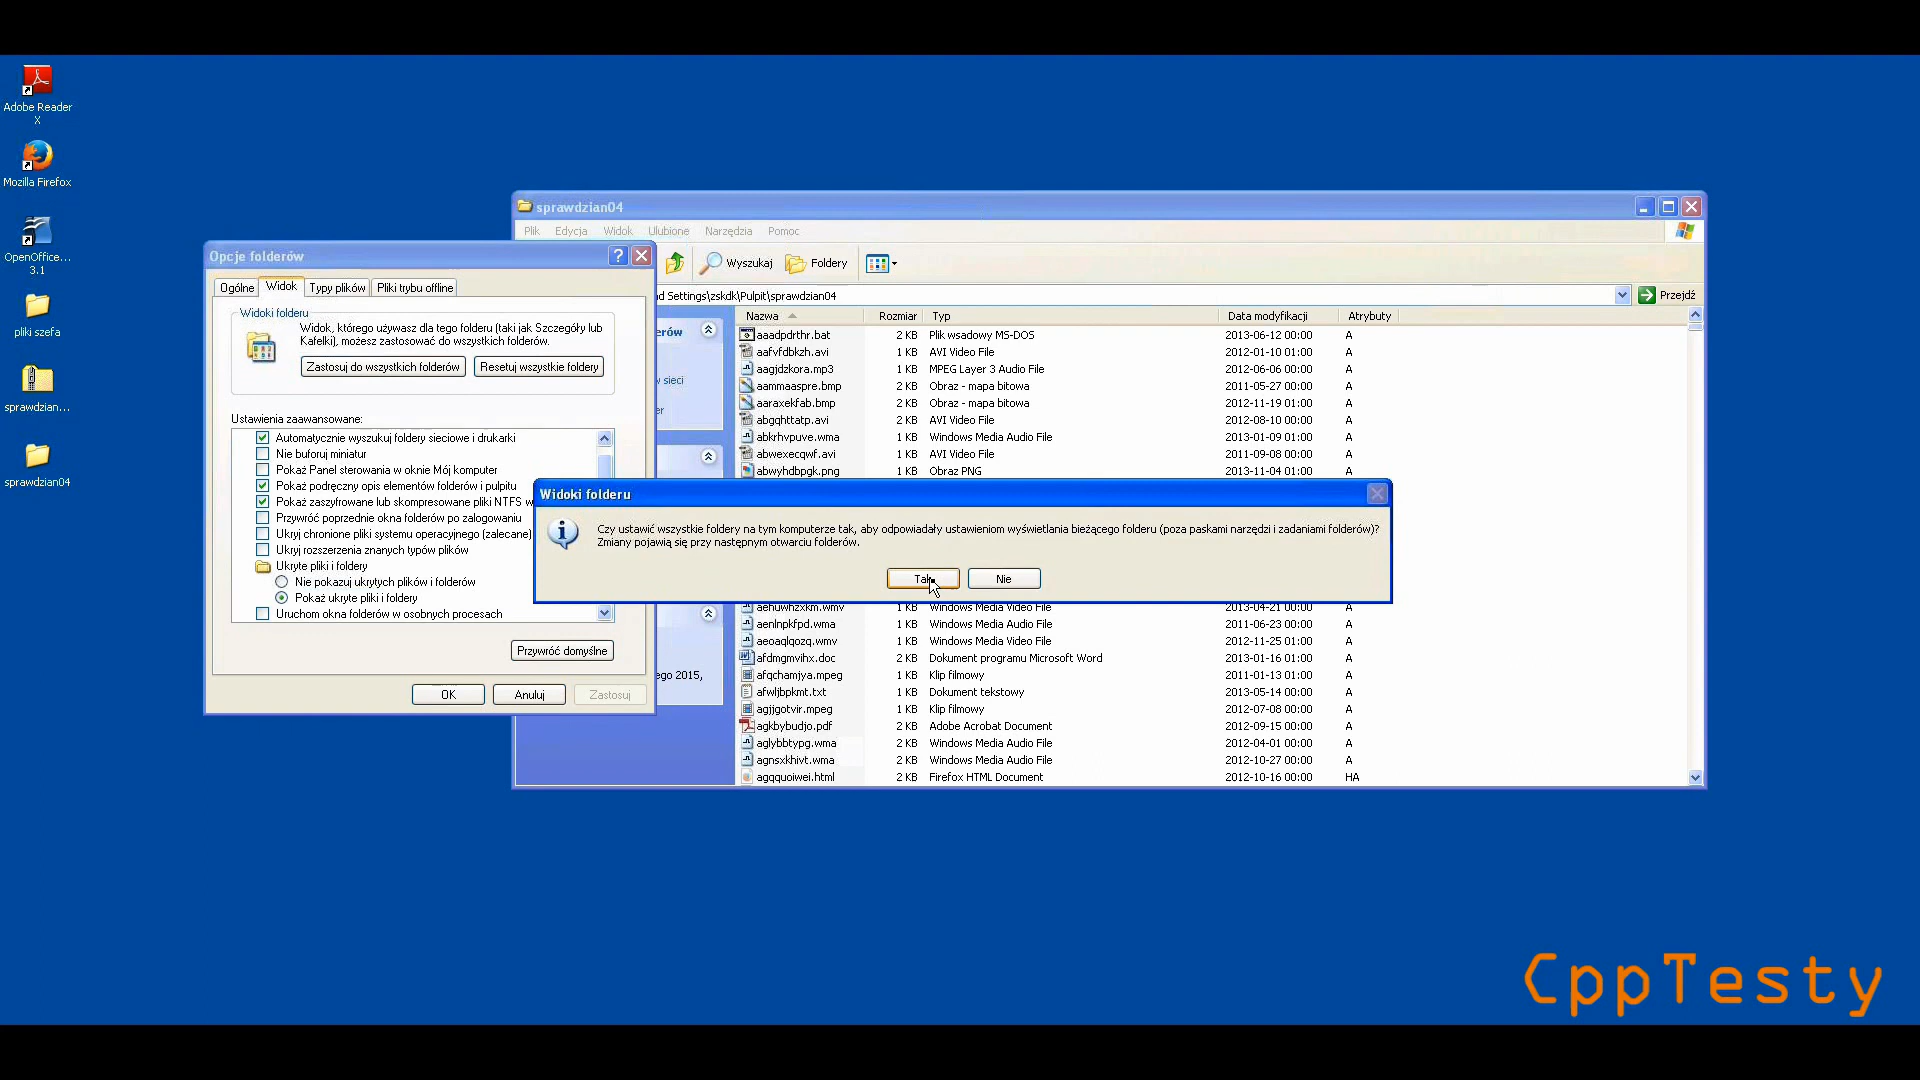 Adobe Reader
X
Mozilla Firefox
OpenOffice...
3.1
pliki szefa
sprawdzian...
sprawdzian04
sprawdzian04
Plik Edycja Widok Ulubione Narzędzia Pomoc
Wyszukaj Foldery
d Settings\zskdk\Pulpit\sprawdzian04 Przejdź
Opcje folderów
Ogólne Widok Typy plików Pliki trybu offline
Widoki folderu
Widok, którego używasz dla tego folderu (taki jak Szczegóły lub
Kafelki), możesz zastosować do wszystkich folderów.
Zastosuj do wszystkich folderów Resetuj wszystkie foldery
Ustawienia zaawansowane:
Automatycznie wyszukuj foldery sieciowe i drukarki
Nie buforuj miniatur
Pokaż Panel sterowania w oknie Mój komputer
Pokaż podręczny opis elementów folderów i pulpitu
Pokaż zaszyfrowane lub skompresowane pliki NTFS w
Przywróć poprzednie okna folderów po zalogowaniu
Ukryj chronione pliki systemu operacyjnego (zalecane)
Ukryj rozszerzenia znanych typów plików
Ukryte pliki i foldery
Nie pokazuj ukrytych plików i folderów
Pokaż ukryte pliki i foldery
Uruchom okna folderów w osobnych procesach
Przywróć domyślne
OK Anuluj Zastosuj
erów
w sieci
er
ego 2015,
Nazwa Rozmiar Typ Data modyfikacji Atrybuty
aaadpdrthr.bat 2 KB Plik wsadowy MS-DOS 2013-06-12 00:00 A
aafvfdbkzh.avi 1 KB AVI Video File 2012-01-10 01:00 A
aagjdzkora.mp3 1 KB MPEG Layer 3 Audio File 2012-06-06 00:00 A
aammaaspre.bmp 2 KB Obraz - mapa bitowa 2011-05-27 00:00 A
aaraxekfab.bmp 2 KB Obraz - mapa bitowa 2012-11-19 01:00 A
abgqhttatp.avi 1 KB AVI Video File 2012-08-10 00:00 A
abkrhvpuve.wma 1 KB Windows Media Audio File 2013-01-09 01:00 A
abwexecqwf.avi 1 KB AVI Video File 2011-09-08 00:00 A
abwyhdbpgk.png 1 KB Obraz PNG 2013-11-04 01:00 A
Widoki folderu
Czy ustawić wszystkie foldery na tym komputerze tak, aby odpowiadały ustawieniom wyświetlania bieżącego folderu (poza paskami narzędzi i zadaniami folderów)?
Zmiany pojawią się przy następnym otwarciu folderów.
Tak Nie
aehuwhzxkm.wmv 1 KB Windows Media Video File 2013-04-21 00:00 A
aenlnpkfpd.wma 1 KB Windows Media Audio File 2011-06-23 00:00 A
aeoaqlqozq.wmv 1 KB Windows Media Video File 2012-11-25 01:00 A
afdmgmvihx.doc 2 KB Dokument programu Microsoft Word 2013-01-16 01:00 A
afqchamjya.mpeg 1 KB Klip filmowy 2011-01-13 01:00 A
afwljbpkmt.txt 1 KB Dokument tekstowy 2013-05-14 00:00 A
agjjgotvir.mpeg 1 KB Klip filmowy 2012-07-08 00:00 A
agkbybudjo.pdf 2 KB Adobe Acrobat Document 2012-09-15 00:00 A
aglybbtypg.wma 2 KB Windows Media Audio File 2012-04-01 00:00 A
agnsxkhivt.wma 2 KB Windows Media Audio File 2012-10-27 00:00 A
agqquoiwei.html 2 KB Firefox HTML Document 2012-10-16 00:00 HA
CppTesty